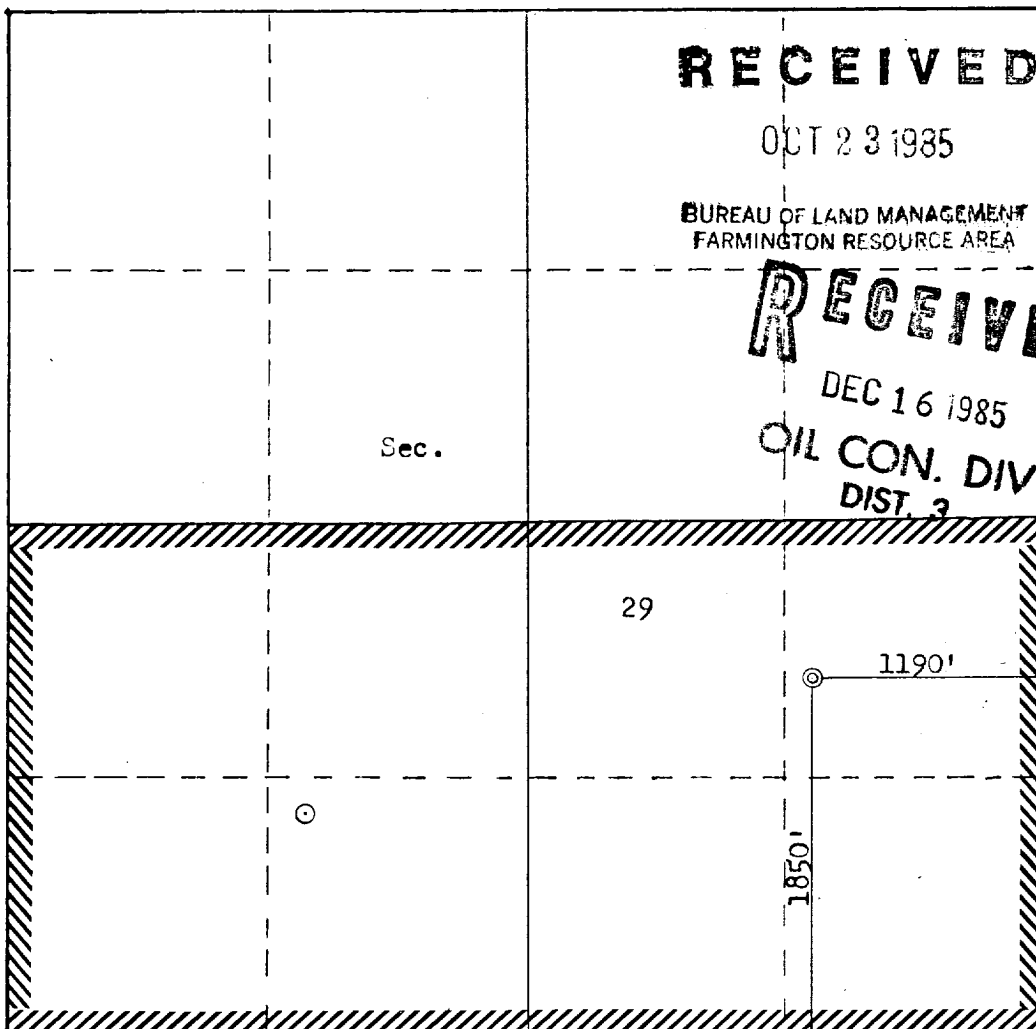 RECEIVED
OCT 23 1985
BUREAU OF LAND MANAGEMENT
FARMINGTON RESOURCE AREA
RECEIVE
DEC 16 1985
OIL CON. DIV
DIST. 3
Sec.
29
1190'
1850'